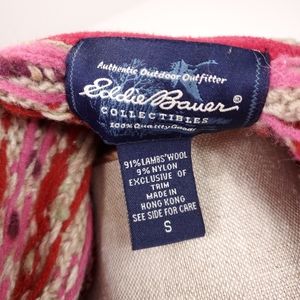 Authentic Outdoor Outfitter
Eddie Bauer®
COLLECTIBLES
100% Quality Goods
91% LAMBS' WOOL
9% NYLON
EXCLUSIVE OF
TRIM
MADE IN
HONG KONG
SEE SIDE FOR CARE
S